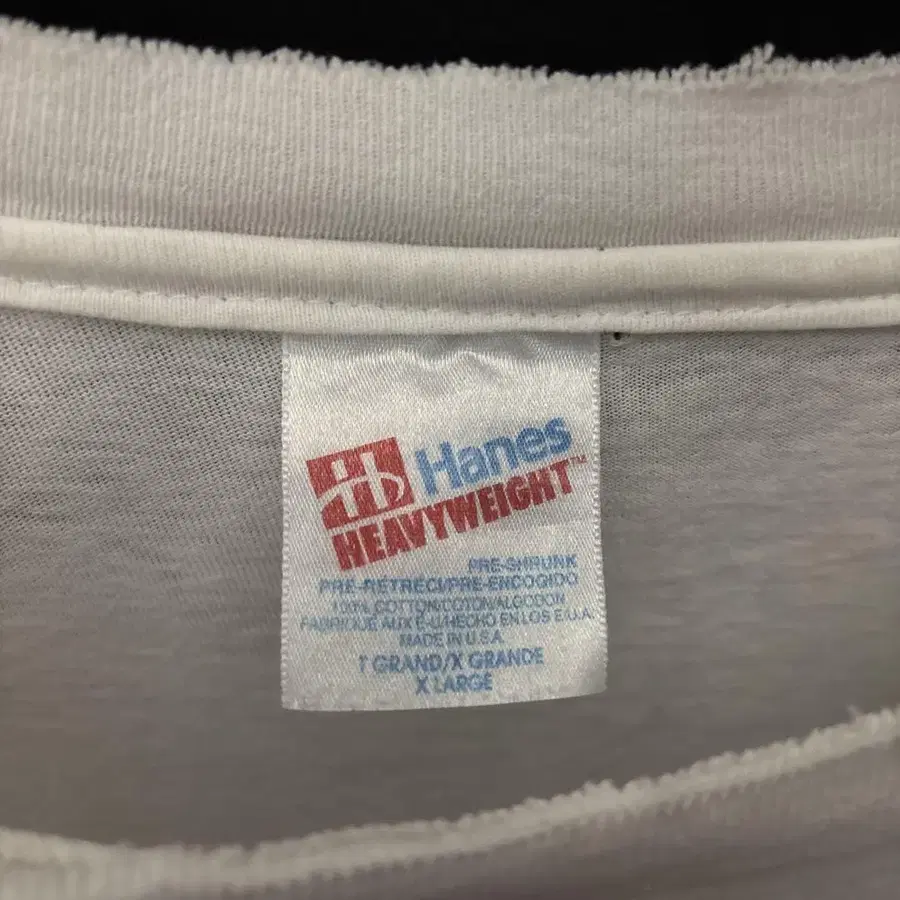 Hanes
HEAVYWEIGHT™
PRE-SHRUNK
PRE-RETRECI/PRE-ENCOGIDO
100% COTTON/COTON/ALGODON
FABRIQUE AUX E-U/HECHO EN LOS E.U.A.
MADE IN U.S.A.
T GRAND/X GRANDE
X LARGE